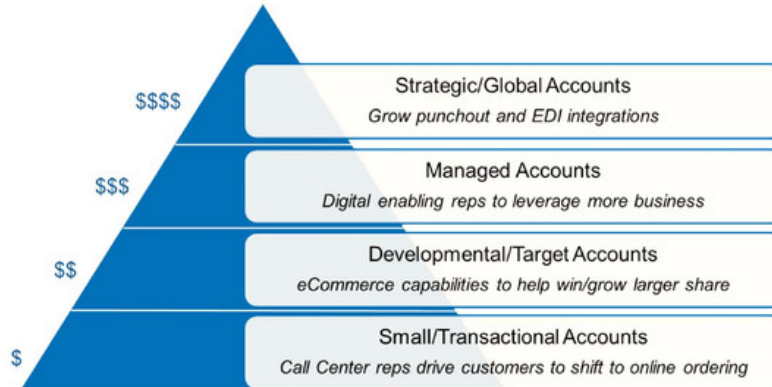 $$$$
Strategic/Global Accounts
Grow punchout and EDI integrations
$$$
Managed Accounts
Digital enabling reps to leverage more business
$$
Developmental/Target Accounts
eCommerce capabilities to help win/grow larger share
$
Small/Transactional Accounts
Call Center reps drive customers to shift to online ordering